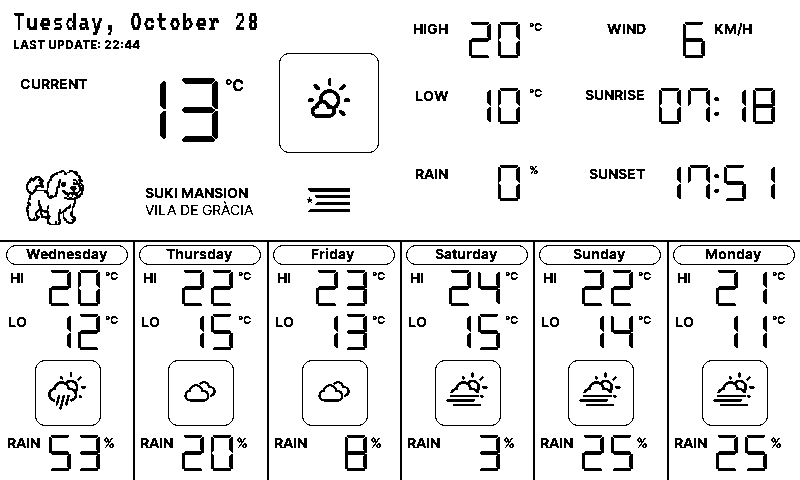 Tuesday, October 28
LAST UPDATE: 22:44
CURRENT 13 °C
SUKI MANSION
VILA DE GRÀCIA
HIGH 20 °C
LOW 10 °C
RAIN 0 %
WIND 6 KM/H
SUNRISE 07:18
SUNSET 17:51
Wednesday
HI 20 °C
LO 12 °C
RAIN 53 %
Thursday
HI 22 °C
LO 15 °C
RAIN 20 %
Friday
HI 23 °C
LO 13 °C
RAIN 8 %
Saturday
HI 24 °C
LO 15 °C
RAIN 3 %
Sunday
HI 22 °C
LO 14 °C
RAIN 25 %
Monday
HI 21 °C
LO 11 °C
RAIN 25 %